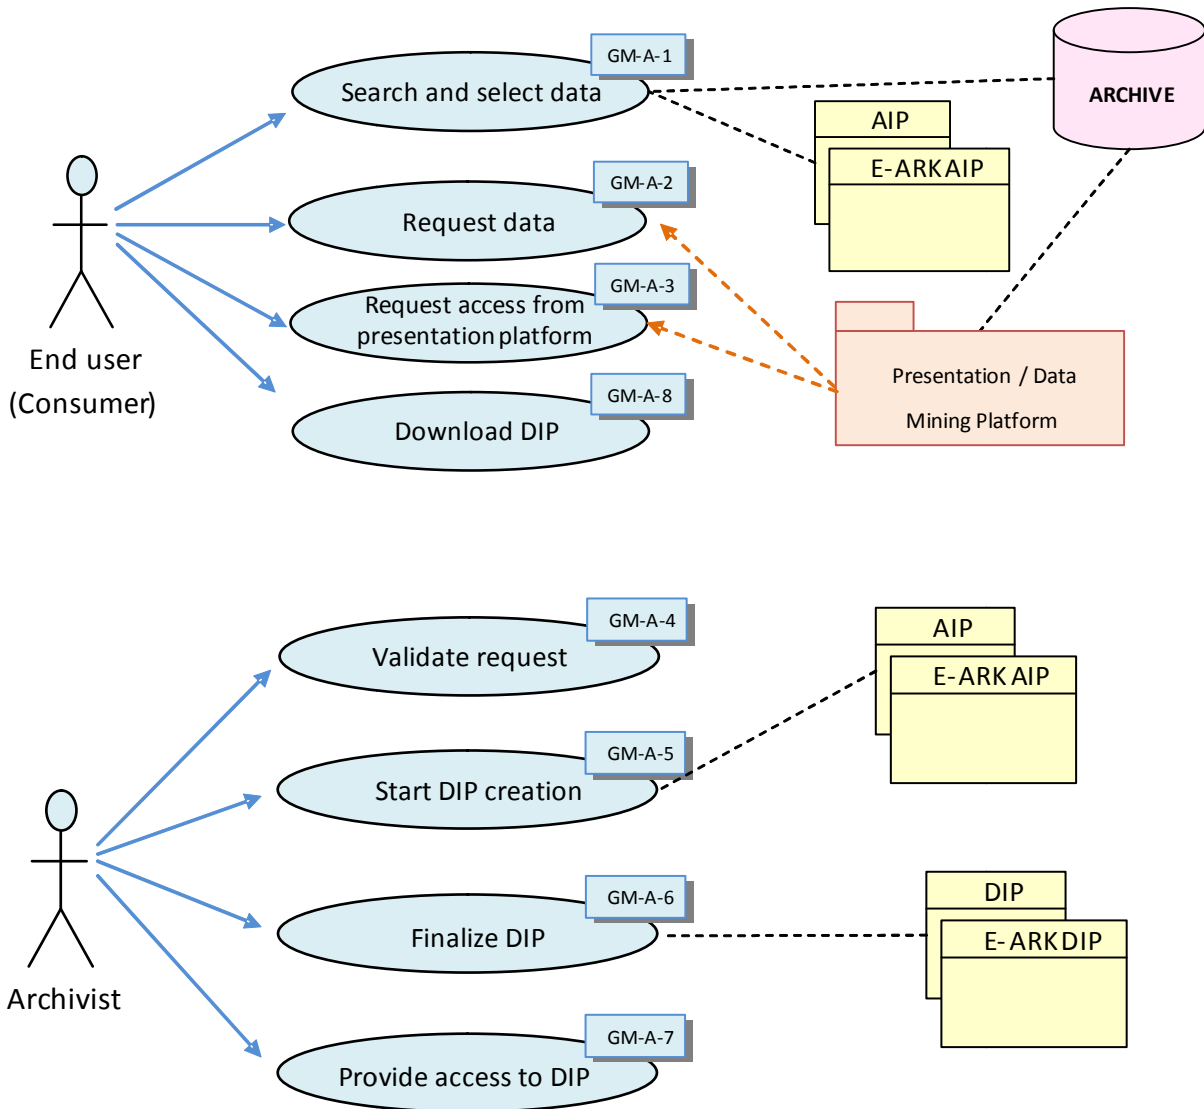 GM-A-1
Search and select data
ARCHIVE
AIP
E-ARK AIP
GM-A-2
Request data
GM-A-3
Request access from
presentation platform
End user
(Consumer)
GM-A-8
Download DIP
Presentation / Data
Mining Platform
GM-A-4
Validate request
AIP
E-ARK AIP
GM-A-5
Start DIP creation
GM-A-6
Finalize DIP
DIP
E-ARK DIP
Archivist
GM-A-7
Provide access to DIP